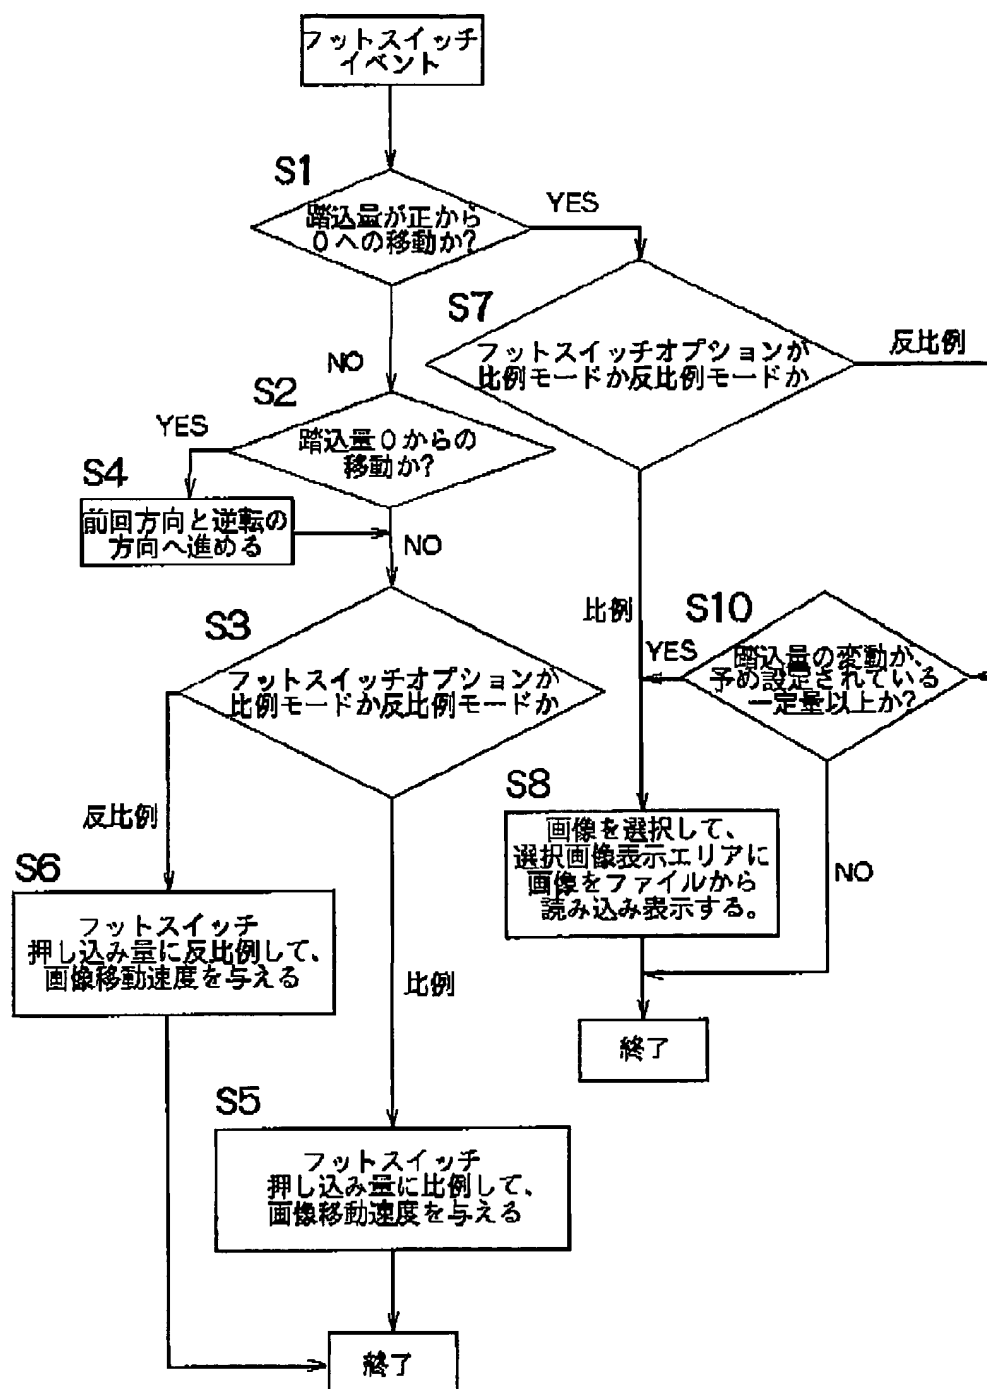 フットスイッチ
イベント
S1
踏込量が正から
0への移動か?
YES
NO
S7
フットスイッチオプションが
比例モードか反比例モードか
反比例
S2
踏込量0からの
移動か?
YES
S4
前回方向と逆転の
方向へ進める
NO
S3
フットスイッチオプションが
比例モードか反比例モードか
比例
S10
踏込量の変動が、
予め設定されている
一定量以上か?
YES
NO
反比例
S8
画像を選択して、
選択画像表示エリアに
画像をファイルから
読み込み表示する。
S6
フットスイッチ
押し込み量に反比例して、
画像移動速度を与える
比例
終了
S5
フットスイッチ
押し込み量に比例して、
画像移動速度を与える
終了